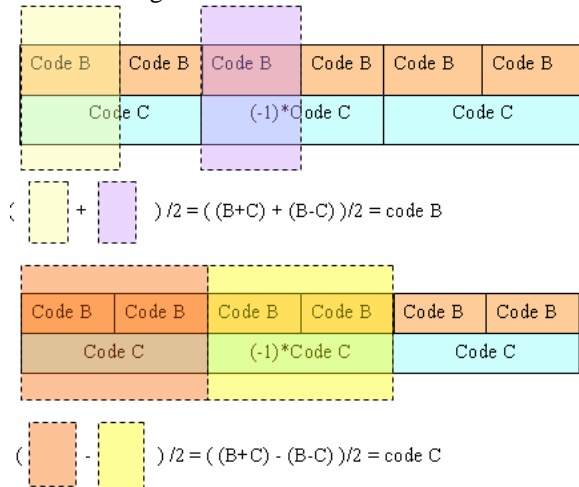 Code B Code B Code B Code B Code B Code B
Code C (-1)*Code C Code C
( + ) /2 = ( (B+C) + (B-C) )/2 = code B
Code B Code B Code B Code B Code B Code B
Code C (-1)*Code C Code C
( - ) /2 = ( (B+C) - (B-C) )/2 = code C